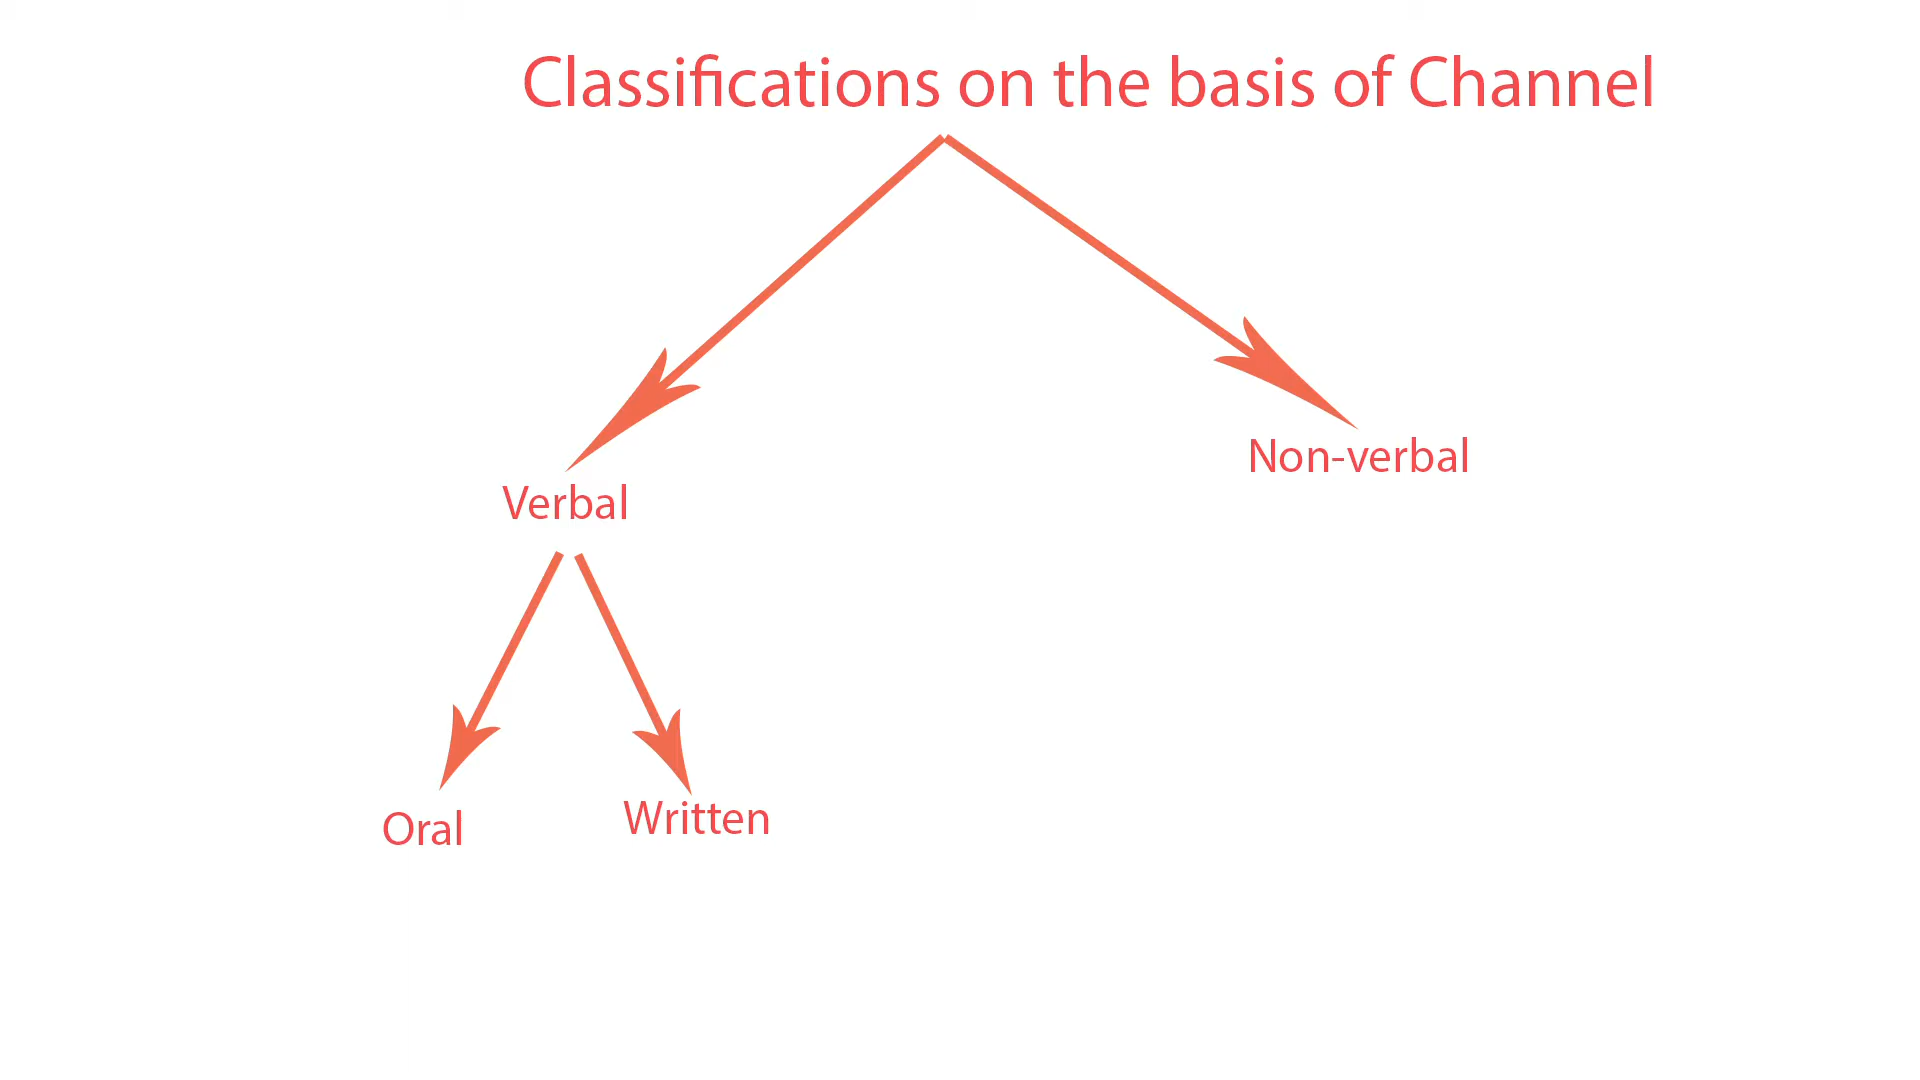 Classifications on the basis of Channel
Non-verbal
Verbal
Oral
Written